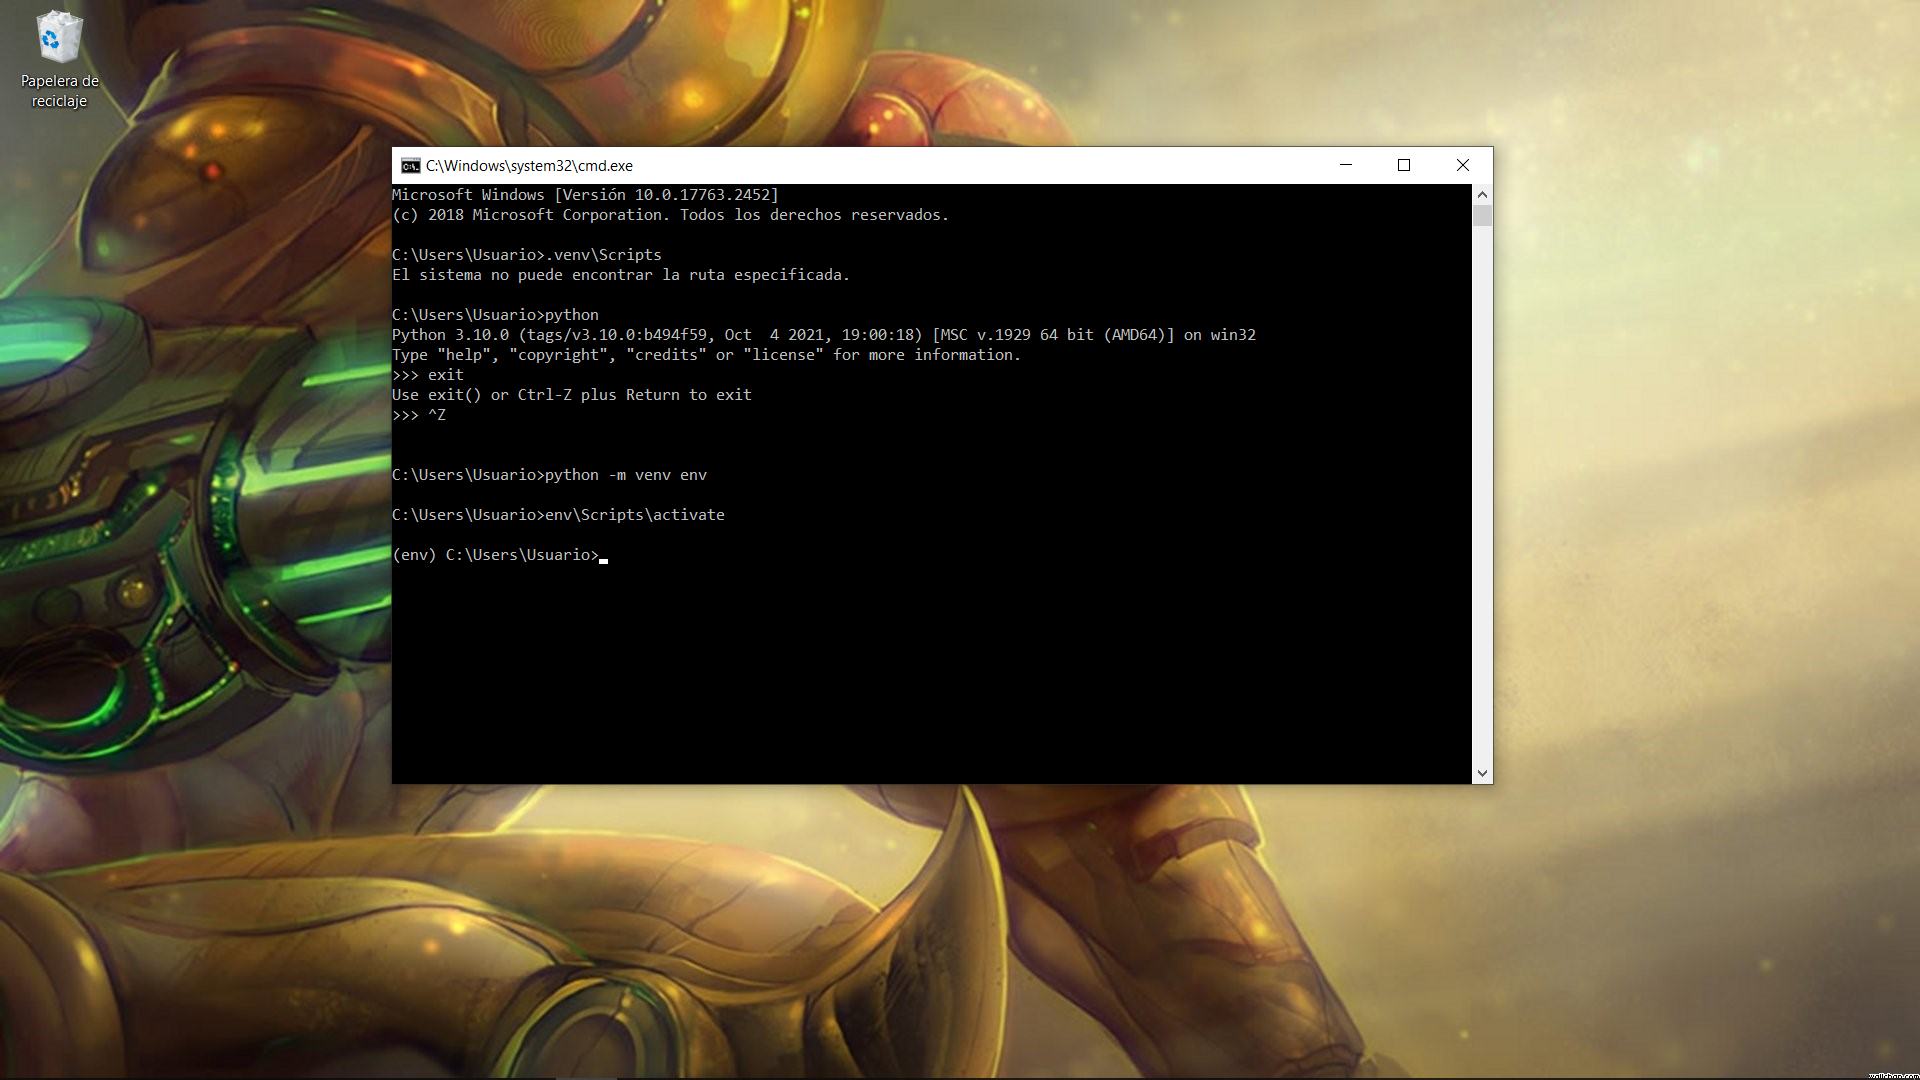 Papelera de
reciclaje
C:\Windows\system32\cmd.exe
Microsoft Windows [Versión 10.0.17763.2452]
(c) 2018 Microsoft Corporation. Todos los derechos reservados.
C:\Users\Usuario>.venv\Scripts
El sistema no puede encontrar la ruta especificada.
C:\Users\Usuario>python
Python 3.10.0 (tags/v3.10.0:b494f59, Oct  4 2021, 19:00:18) [MSC v.1929 64 bit (AMD64)] on win32
Type "help", "copyright", "credits" or "license" for more information.
>>> exit
Use exit() or Ctrl-Z plus Return to exit
>>> ^Z
C:\Users\Usuario>python -m venv env
C:\Users\Usuario>env\Scripts\activate
(env) C:\Users\Usuario>